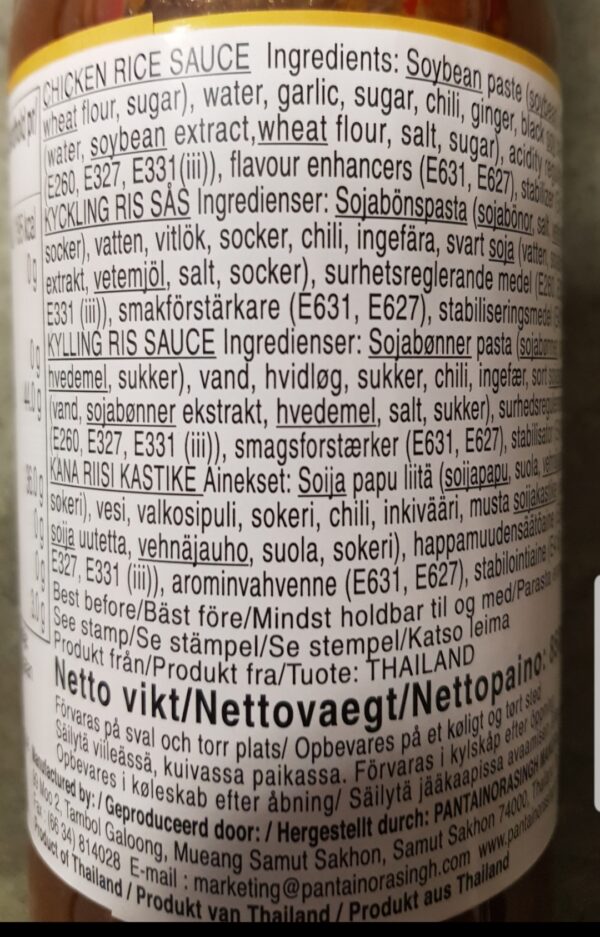 CHICKEN RICE SAUCE Ingredients: Soybean paste (soybean
wheat flour, sugar), water, garlic, sugar, chili, ginger, black
(water, soybean extract, wheat flour, salt, sugar), acidity
(E260, E327, E331(iii)), flavour enhancers (E631, E627), stabilizer
KYCKLING RIS SÅS Ingredienser: Sojabönspasta (sojabönor, salt,
socker), vatten, vitlök, socker, chili, ingefära, svart soja (vatten,
extrakt, vetemjöl, salt, socker), surhetsreglerande medel (E260,
E331 (iii)), smakförstärkare (E631, E627), stabiliseringsmedel
KYLLING RIS SAUCE Ingredienser: Sojabønner pasta (sojabønner
hvedemel, sukker), vand, hvidløg, sukker, chili, ingefær, sort
(vand, sojabønner ekstrakt, hvedemel, salt, sukker),
(E260, E327, E331 (iii)), smagsforstærker (E631, E627), stabilisator
KANA RIISI KASTIKE Ainekset: Soija papu liitä (soijapapu, suola,
sokeri), vesi, valkosipuli, sokeri, chili, inkivääri, musta
soija uutetta, vehnäjauho, suola, sokeri),
E327, E331 (iii)), arominvahvenne (E631, E627), stabilointiaine
Best before/Bäst före/Mindst holdbar til og med/Parasta
See stamp/Se stämpel/Se stempel/Katso leima
Produkt från/Produkt fra/Tuote: THAILAND
Netto vikt/Nettovaegt/Nettopaino:
Förvaras på sval och torr plats/ Opbevares på et køligt og tørt sted
Säilytä viileässä, kuivassa paikassa. Förvaras i kylskåp efter
Opbevares i køleskab efter åbning/ Säilytä jääkaapissa
Manufactured by: / Geproduceerd door: / Hergestellt durch: PANTAINORASINGH
Moo 2, Tambol Galoong, Mueang Samut Sakhon, Samut Sakhon 74000,
(66 34) 814028 E-mail : marketing@pantainorasingh.com
Product of Thailand / Produkt van Thailand / Produkt aus Thailand